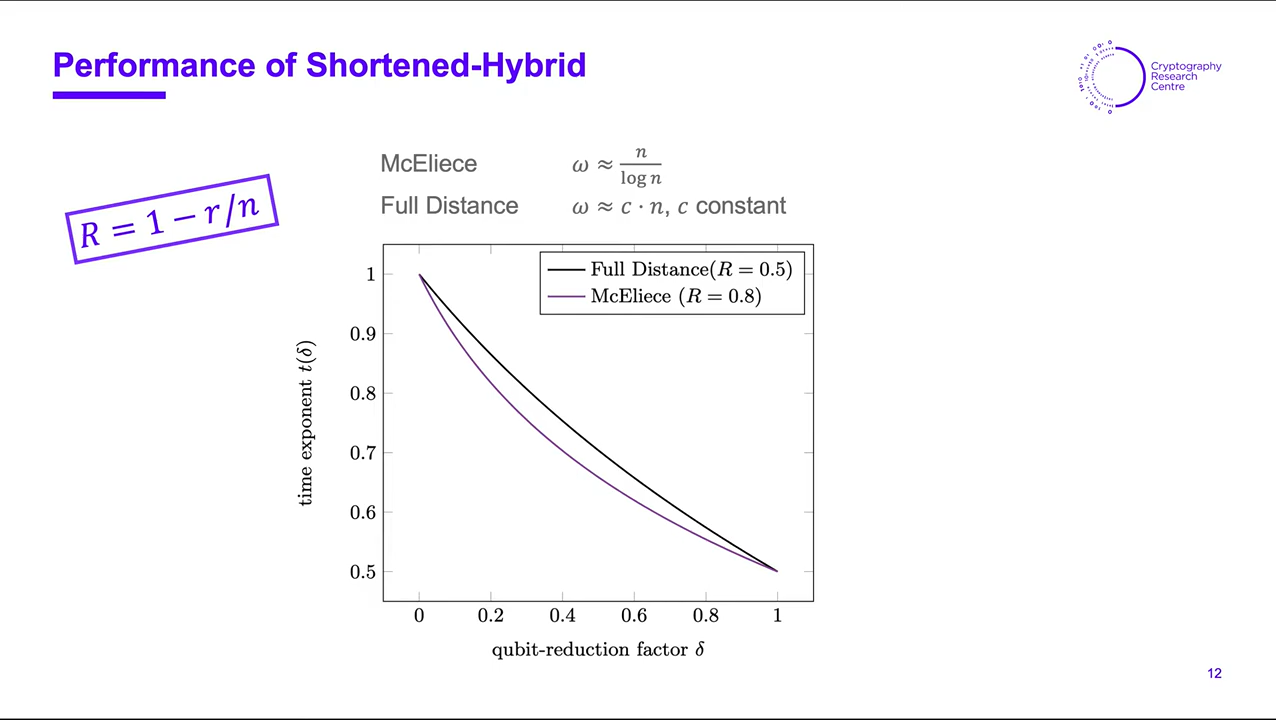 Performance of Shortened-Hybrid
Cryptography
Research
Centre
McEliece ω ≈ n / log n
Full Distance ω ≈ c · n, c constant
R = 1 − r/n
Full Distance(R = 0.5)
McEliece (R = 0.8)
time exponent t(δ)
1
0.9
0.8
0.7
0.6
0.5
0 0.2 0.4 0.6 0.8 1
qubit-reduction factor δ
12